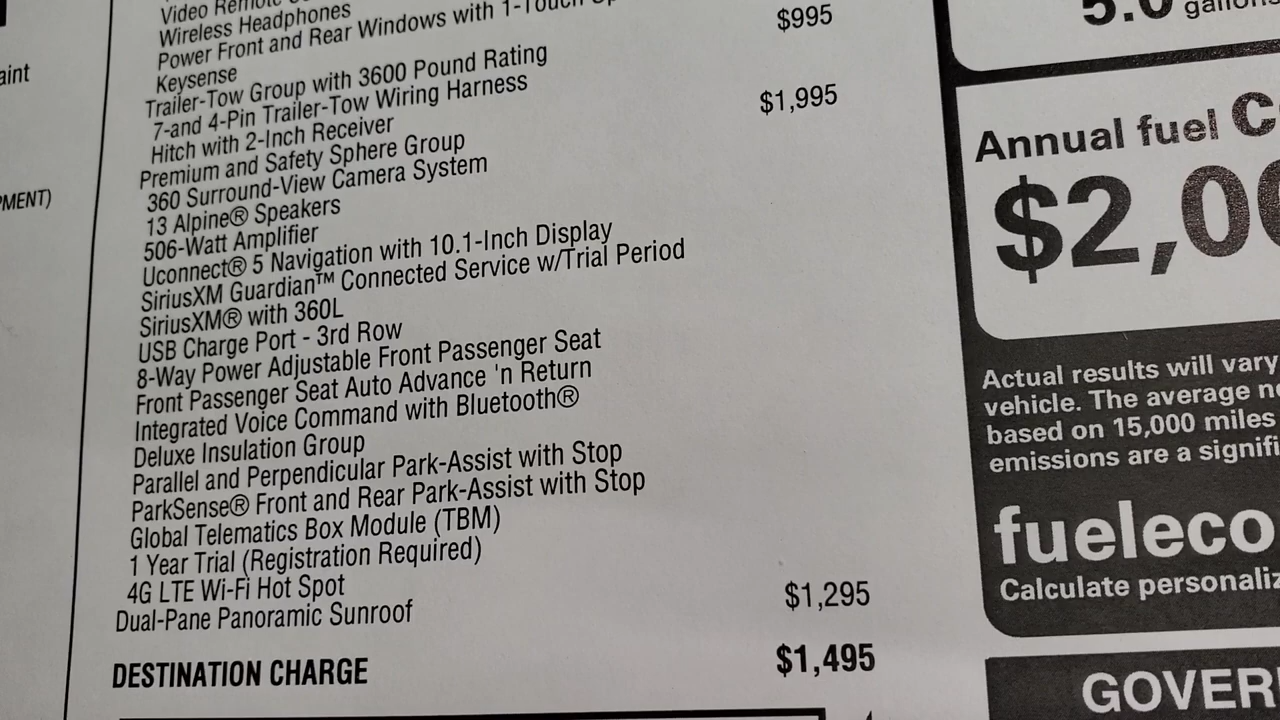 aint
PMENT)
Video Remote
Wireless Headphones
Power Front and Rear Windows with 1-Touch Up
Keysense
Trailer-Tow Group with 3600 Pound Rating $995
7-and 4-Pin Trailer-Tow Wiring Harness
Hitch with 2-Inch Receiver
Premium and Safety Sphere Group $1,995
360 Surround-View Camera System
13 Alpine® Speakers
506-Watt Amplifier
Uconnect® 5 Navigation with 10.1-Inch Display
SiriusXM Guardian™ Connected Service w/Trial Period
SiriusXM® with 360L
USB Charge Port - 3rd Row
8-Way Power Adjustable Front Passenger Seat
Front Passenger Seat Auto Advance 'n Return
Integrated Voice Command with Bluetooth®
Deluxe Insulation Group
Parallel and Perpendicular Park-Assist with Stop
ParkSense® Front and Rear Park-Assist with Stop
Global Telematics Box Module (TBM)
1 Year Trial (Registration Required)
4G LTE Wi-Fi Hot Spot
Dual-Pane Panoramic Sunroof $1,295
DESTINATION CHARGE $1,495
5.0 gallons
Annual fuel
$2,00
Actual results will vary
vehicle. The average
based on 15,000 miles
emissions are a signifi
fueleco
Calculate personaliz
GOVER